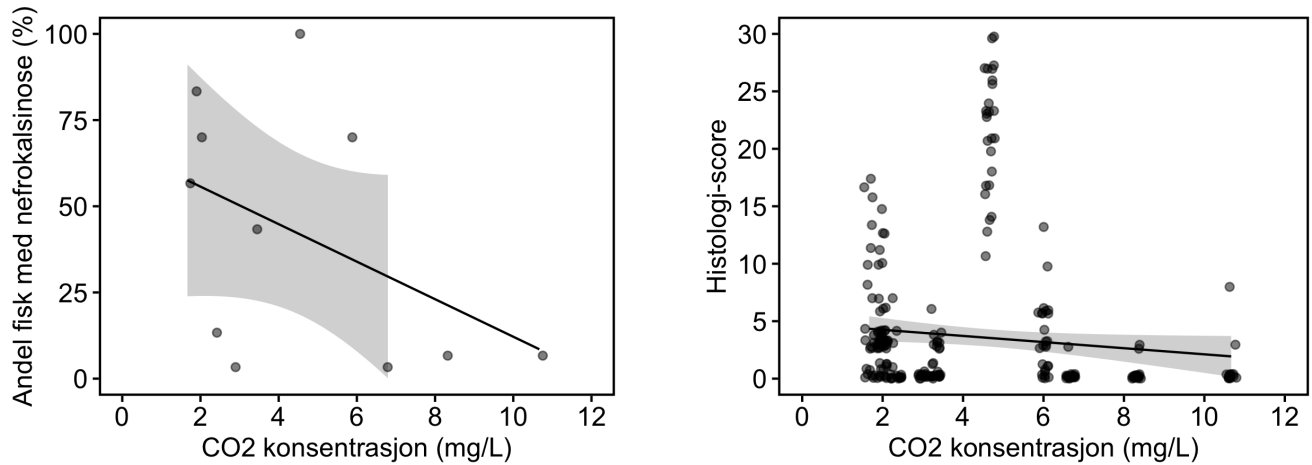 Andel fisk med nefrokalsinose (%)
100
75
50
25
0
0 2 4 6 8 10 12
CO2 konsentrasjon (mg/L)
Histologi-score
30
25
20
15
10
5
0
0 2 4 6 8 10 12
CO2 konsentrasjon (mg/L)